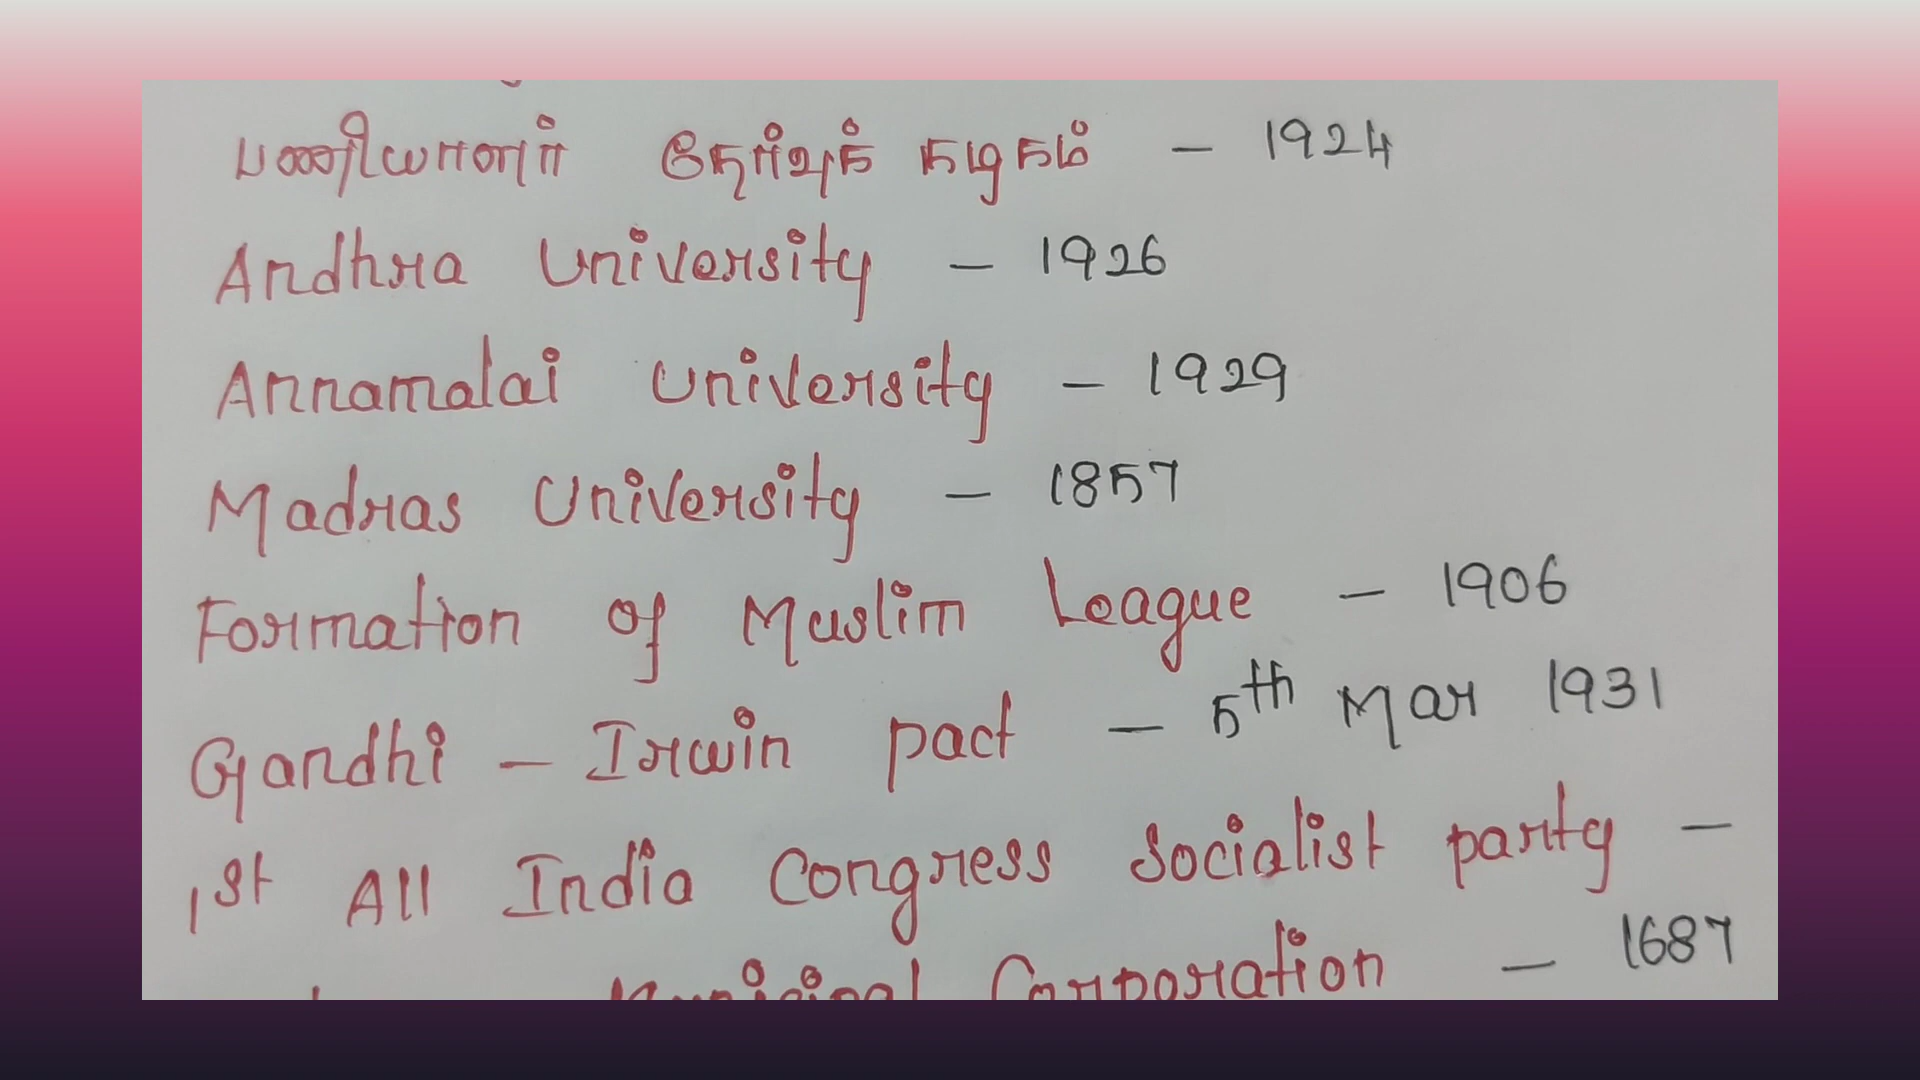 பணியாளர் தேர்வுக் கழகம் - 1924
Andhra University - 1926
Annamalai University - 1929
Madras University - 1857
Formation of Muslim League - 1906
Gandhi - Irwin pact - 5th Mar 1931
1st All India Congress Socialist party -
Municipal Corporation - 1687